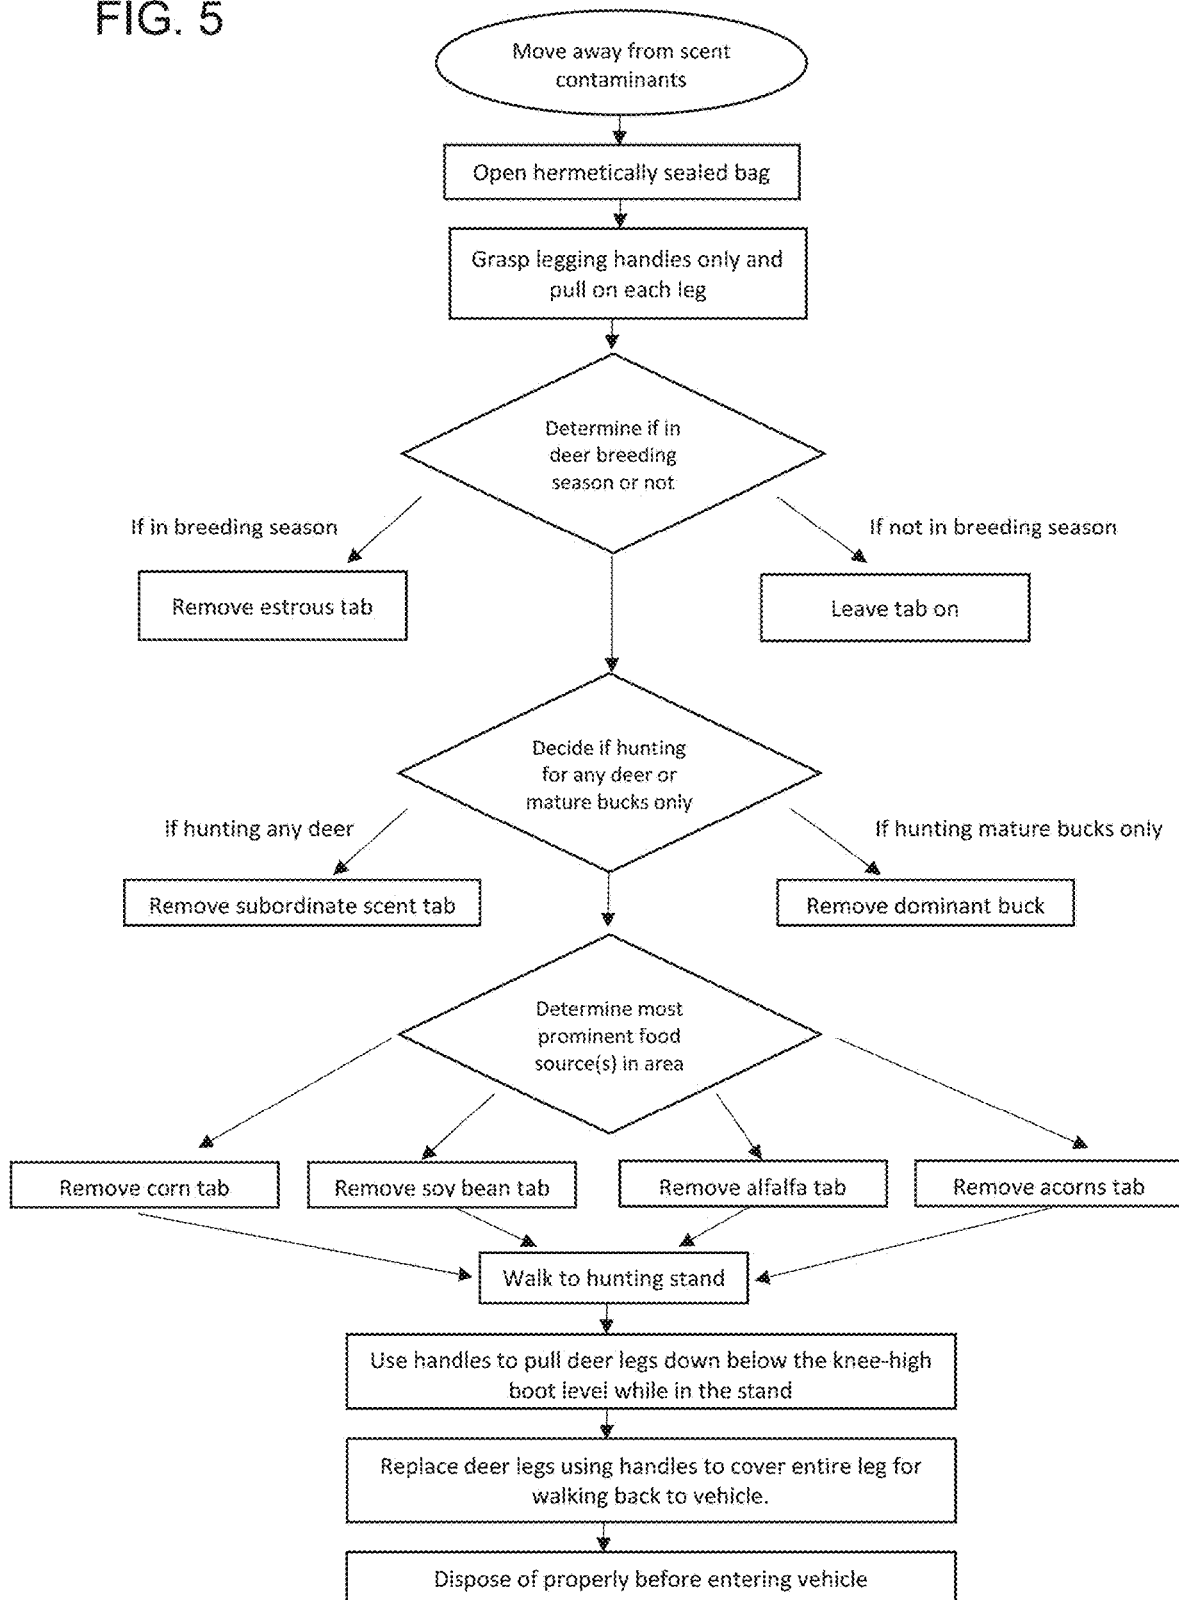 FIG. 5
Move away from scent
contaminants
Open hermetically sealed bag
Grasp legging handles only and
pull on each leg
Determine if in
deer breeding
season or not
If in breeding season
If not in breeding season
Remove estrous tab
Leave tab on
Decide if hunting
for any deer or
mature bucks only
if hunting any deer
If hunting mature bucks only
Remove subordinate scent tab
Remove dominant buck
Determine most
prominent food
source(s) in area
Remove corn tab
Remove soy bean tab
Remove alfalfa tab
Remove acorns tab
Walk to hunting stand
Use handles to pull deer legs down below the knee-high
boot level while in the stand
Replace deer legs using handles to cover entire leg for
walking back to vehicle.
Dispose of properly before entering vehicle